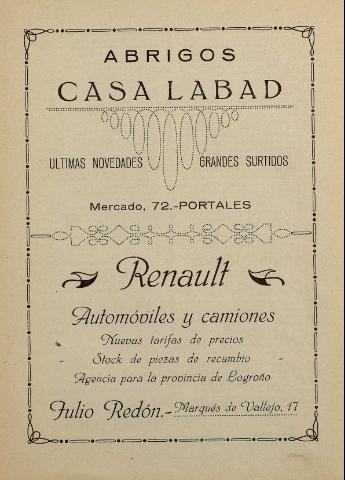 ABRIGOS
CASA LABAD
ULTIMAS NOVEDADES GRANDES SURTIDOS
Mercado, 72.-PORTALES
Renault
Automóviles y camiones
Nuevas tarifas de precios
Stock de piezas de recambio
Agencia para la provincia de Logroño
Julio Redón.- Marqués de Vallejo, 17